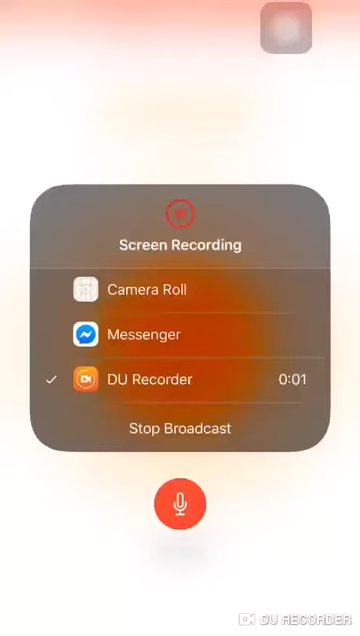 Screen Recording
Camera Roll
Messenger
DU Recorder 0:01
Stop Broadcast
DU RECORDER